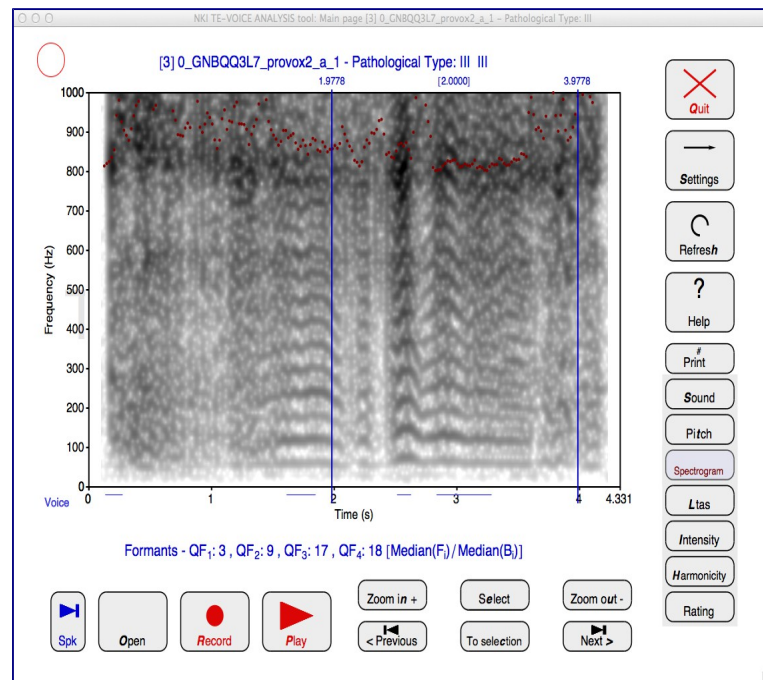 NKI TE-VOICE ANALYSIS tool: Main page [3] 0_GNBQQ3L7_provox2_a_1 - Pathological Type: III
[3] 0_GNBQQ3L7_provox2_a_1 - Pathological Type: III III
1.9778 [2.0000] 3.9778
1000
900
800
700
600
500
400
300
200
100
0
Frequency (Hz)
Voice
0 1 2 3 4 4.331
Time (s)
Formants - QF1: 3 , QF2: 9 , QF3: 17 , QF4: 18 [Median(Fi)/Median(Bi)]
Quit
Settings
Refresh
?
Help
#
Print
Sound
Pitch
Spectrogram
Ltas
Intensity
Harmonicity
Rating
Spk
Open
Record
Play
Zoom in +
Select
Zoom out -
< Previous
To selection
Next >